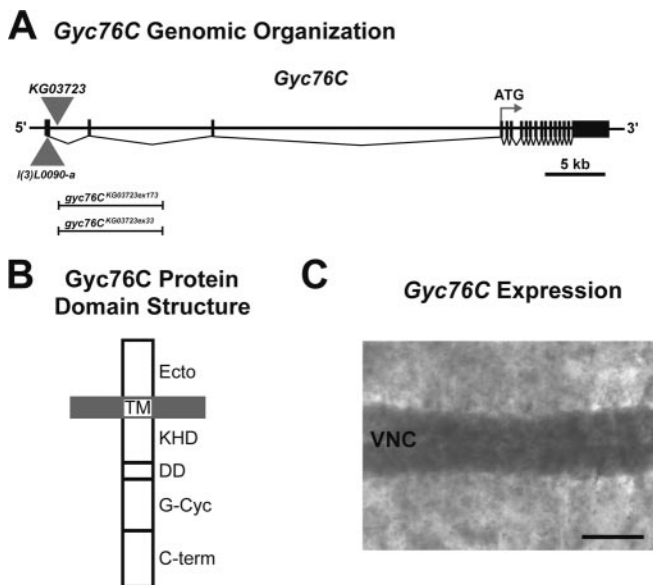 A Gyc76C Genomic Organization
KG03723
Gyc76C
ATG
5'
3'
l(3)L0090-a
5 kb
gyc76C^KG03723ex173
gyc76C^KG03723ex33
B Gyc76C Protein
Domain Structure
Ecto
TM
KHD
DD
G-Cyc
C-term
C Gyc76C Expression
VNC